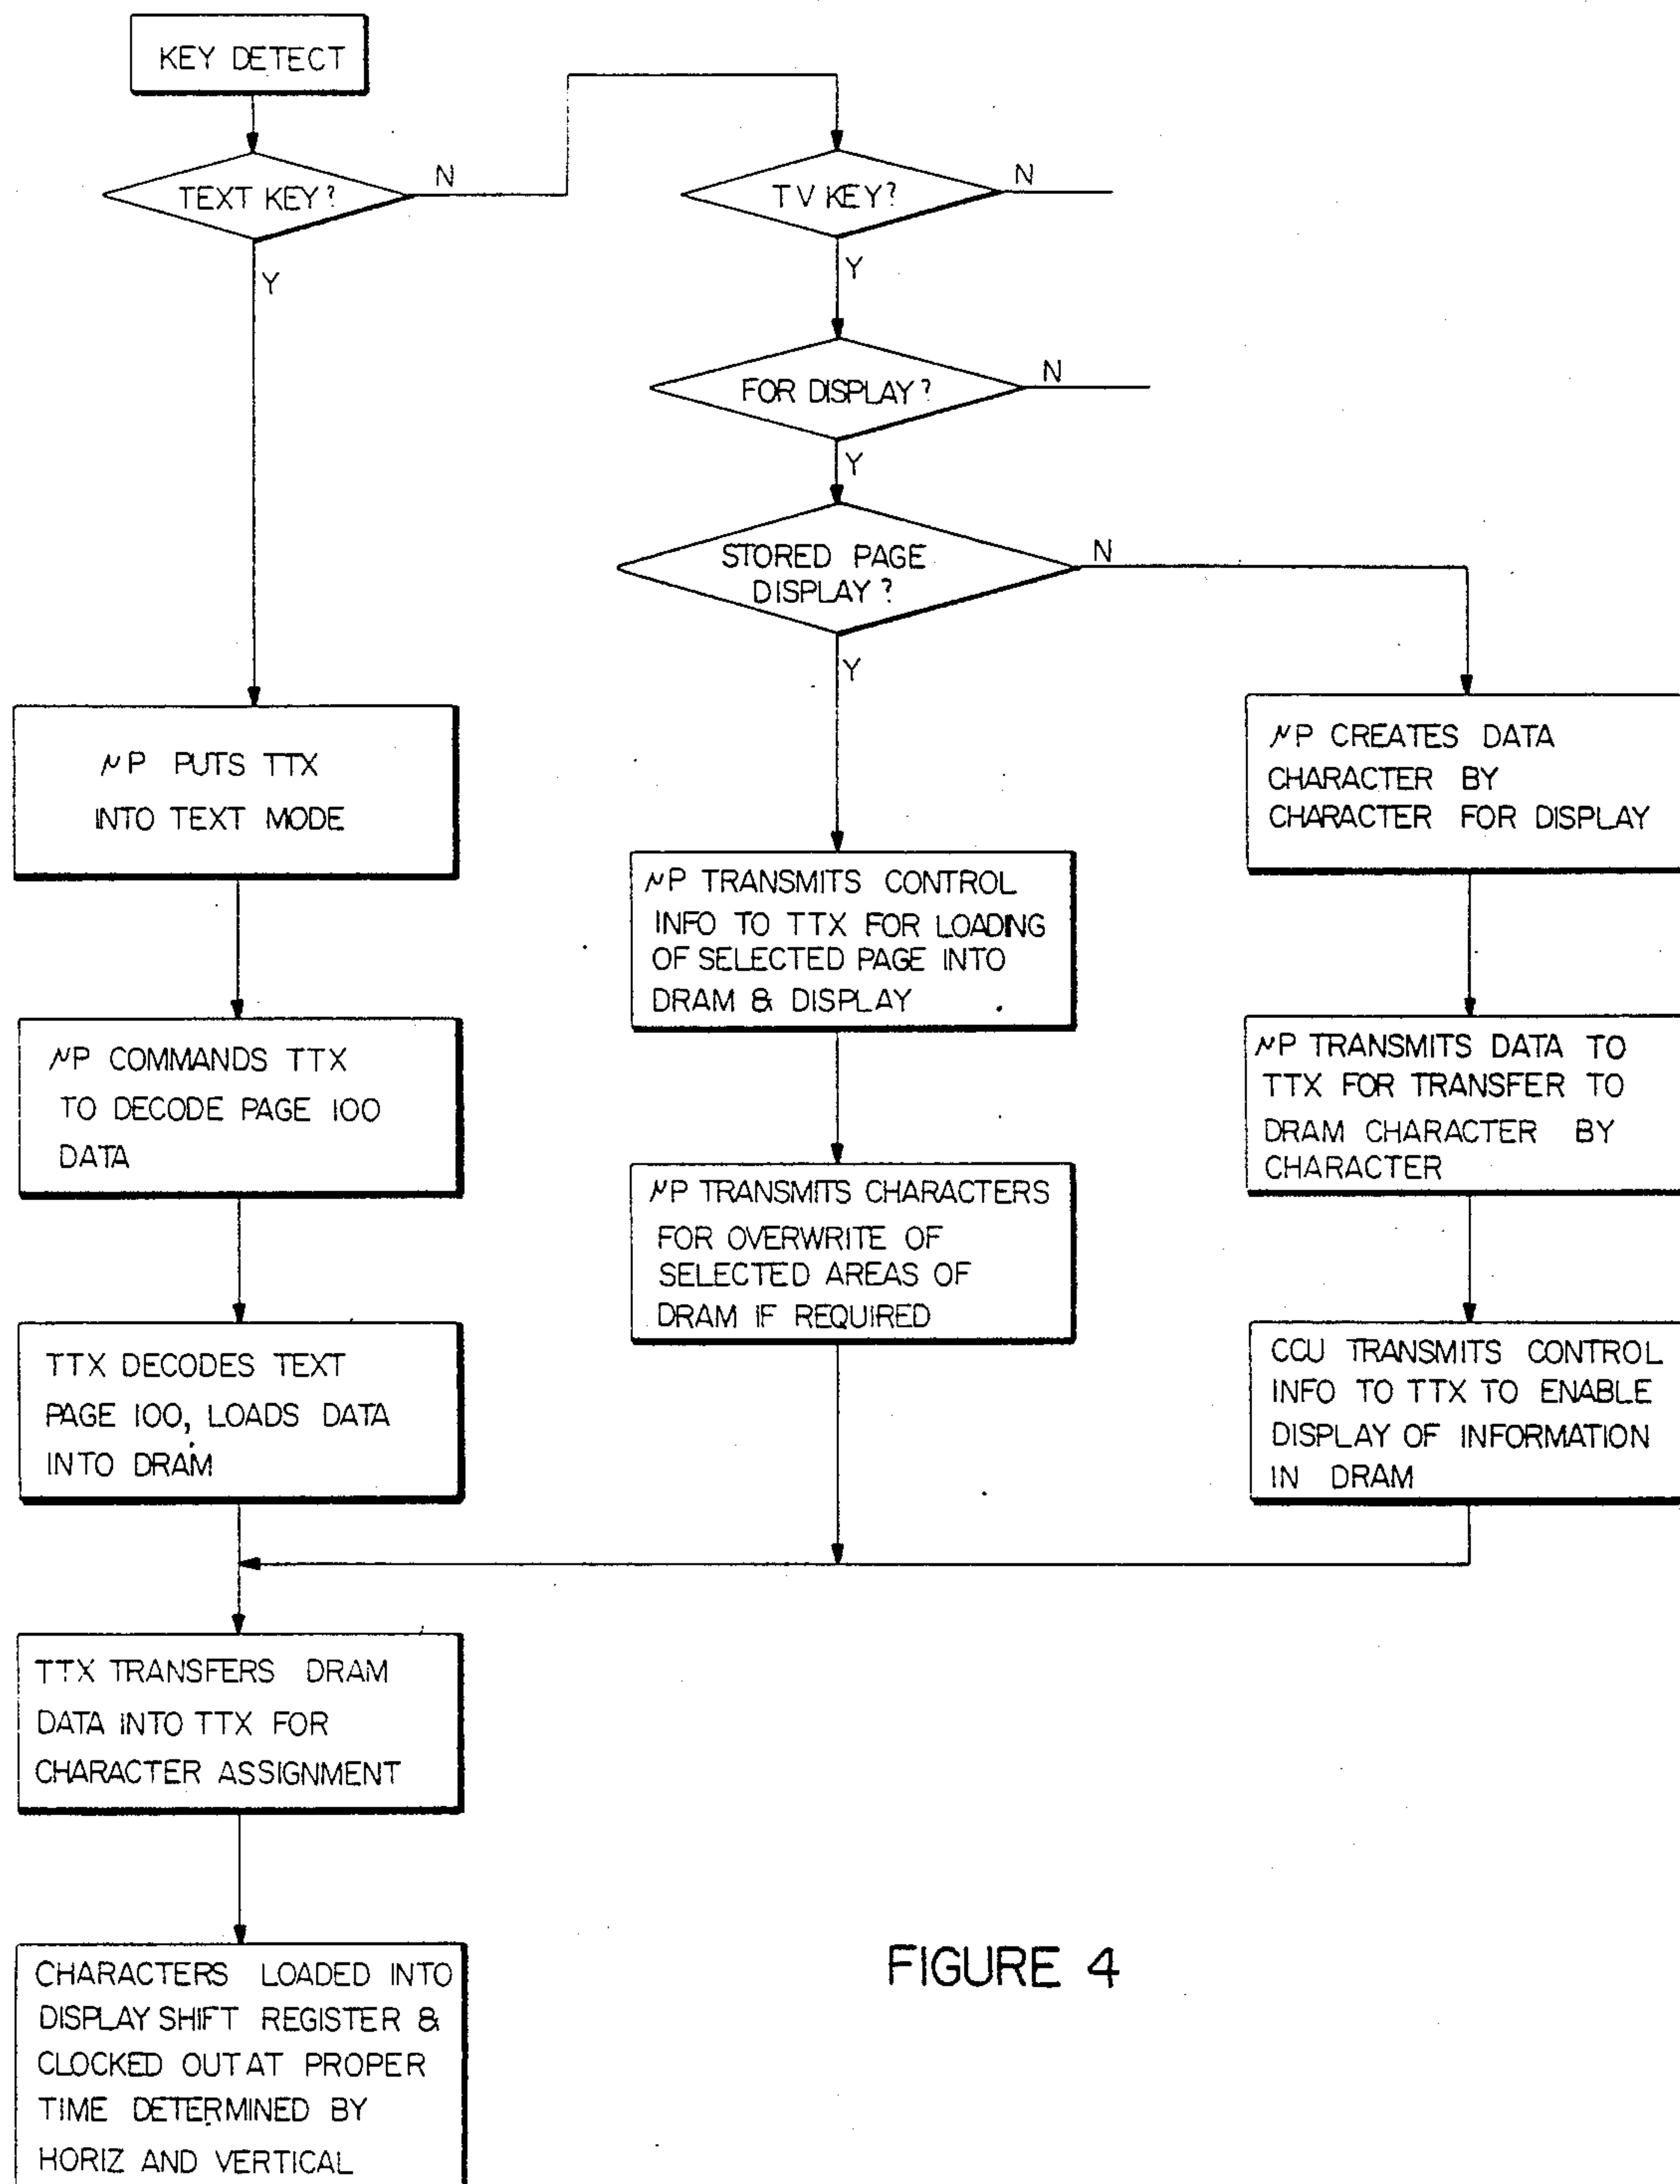 KEY DETECT
TEXT KEY?
N
Y
TV KEY?
N
Y
FOR DISPLAY?
N
Y
STORED PAGE
DISPLAY?
N
Y
μP PUTS TTX
INTO TEXT MODE
μP COMMANDS TTX
TO DECODE PAGE 100
DATA
TTX DECODES TEXT
PAGE 100, LOADS DATA
INTO DRAM
μP TRANSMITS CONTROL
INFO TO TTX FOR LOADING
OF SELECTED PAGE INTO
DRAM & DISPLAY
μP TRANSMITS CHARACTERS
FOR OVERWRITE OF
SELECTED AREAS OF
DRAM IF REQUIRED
μP CREATES DATA
CHARACTER BY
CHARACTER FOR DISPLAY
μP TRANSMITS DATA TO
TTX FOR TRANSFER TO
DRAM CHARACTER BY
CHARACTER
CCU TRANSMITS CONTROL
INFO TO TTX TO ENABLE
DISPLAY OF INFORMATION
IN DRAM
TTX TRANSFERS DRAM
DATA INTO TTX FOR
CHARACTER ASSIGNMENT
CHARACTERS LOADED INTO
DISPLAY SHIFT REGISTER &
CLOCKED OUT AT PROPER
TIME DETERMINED BY
HORIZ AND VERTICAL
FIGURE 4